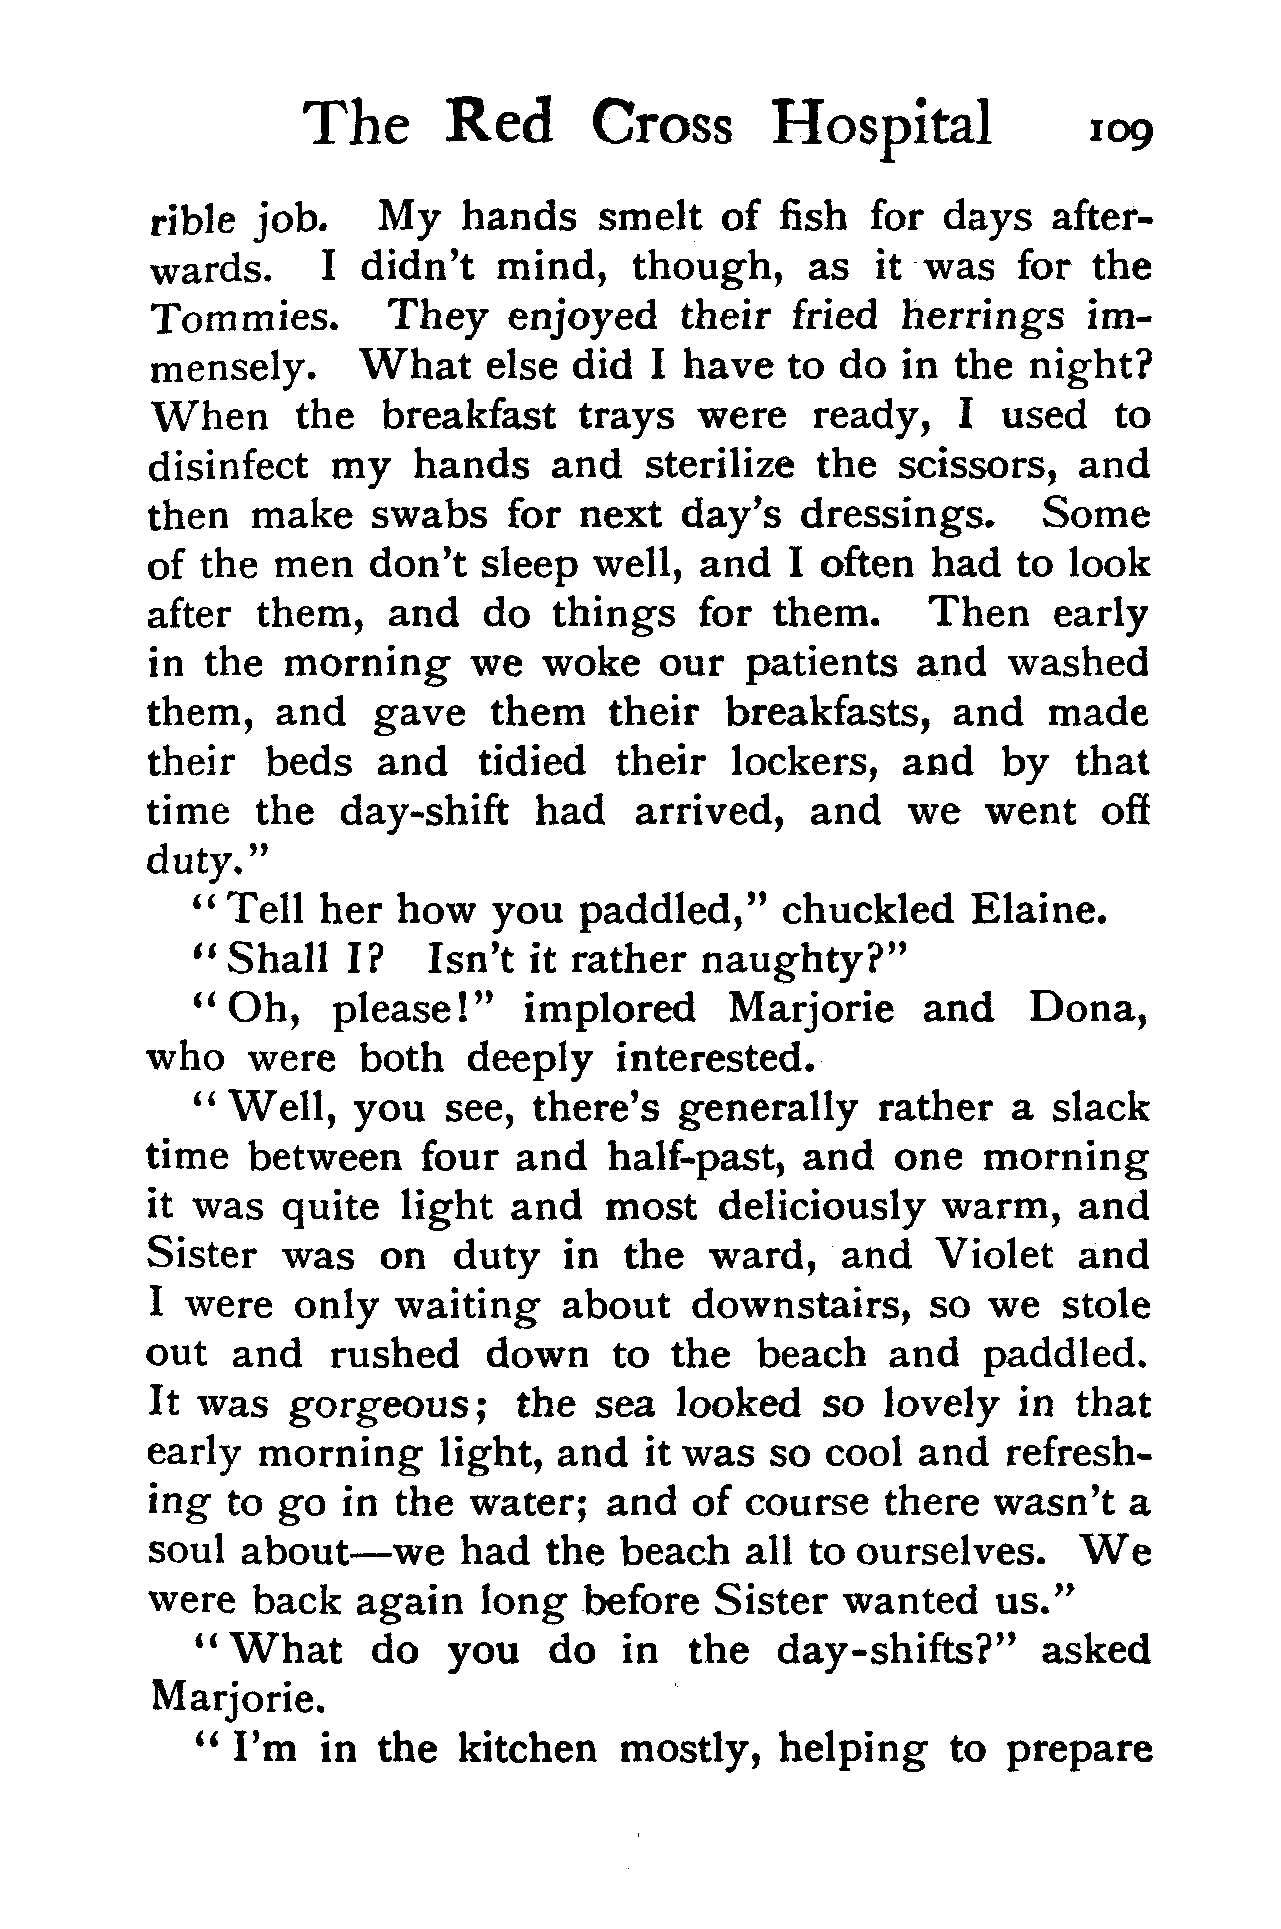 The Red Cross Hospital 109
rible job. My hands smelt of fish for days after-
wards. I didn't mind, though, as it was for the
Tommies. They enjoyed their fried herrings im-
mensely. What else did I have to do in the night?
When the breakfast trays were ready, I used to
disinfect my hands and sterilize the scissors, and
then make swabs for next day's dressings. Some
of the men don't sleep well, and I often had to look
after them, and do things for them. Then early
in the morning we woke our patients and washed
them, and gave them their breakfasts, and made
their beds and tidied their lockers, and by that
time the day-shift had arrived, and we went off
duty."
"Tell her how you paddled," chuckled Elaine.
"Shall I? Isn't it rather naughty?"
"Oh, please!" implored Marjorie and Dona,
who were both deeply interested.
"Well, you see, there's generally rather a slack
time between four and half-past, and one morning
it was quite light and most deliciously warm, and
Sister was on duty in the ward, and Violet and
I were only waiting about downstairs, so we stole
out and rushed down to the beach and paddled.
It was gorgeous; the sea looked so lovely in that
early morning light, and it was so cool and refresh-
ing to go in the water; and of course there wasn't a
soul about—we had the beach all to ourselves. We
were back again long before Sister wanted us."
"What do you do in the day-shifts?" asked
Marjorie.
"I'm in the kitchen mostly, helping to prepare